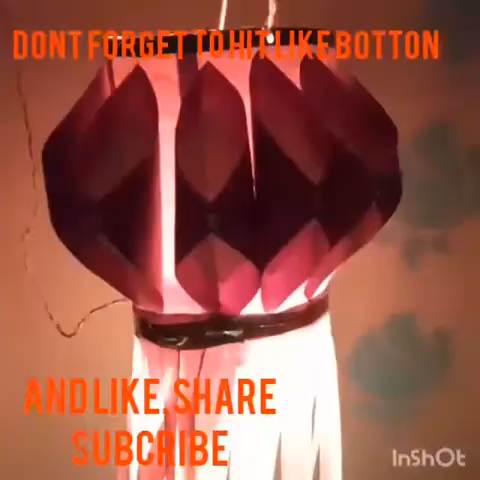 DONT FORGET TO HIT LIKE BOTTON
AND LIKE, SHARE
SUBCRIBE
InShOt